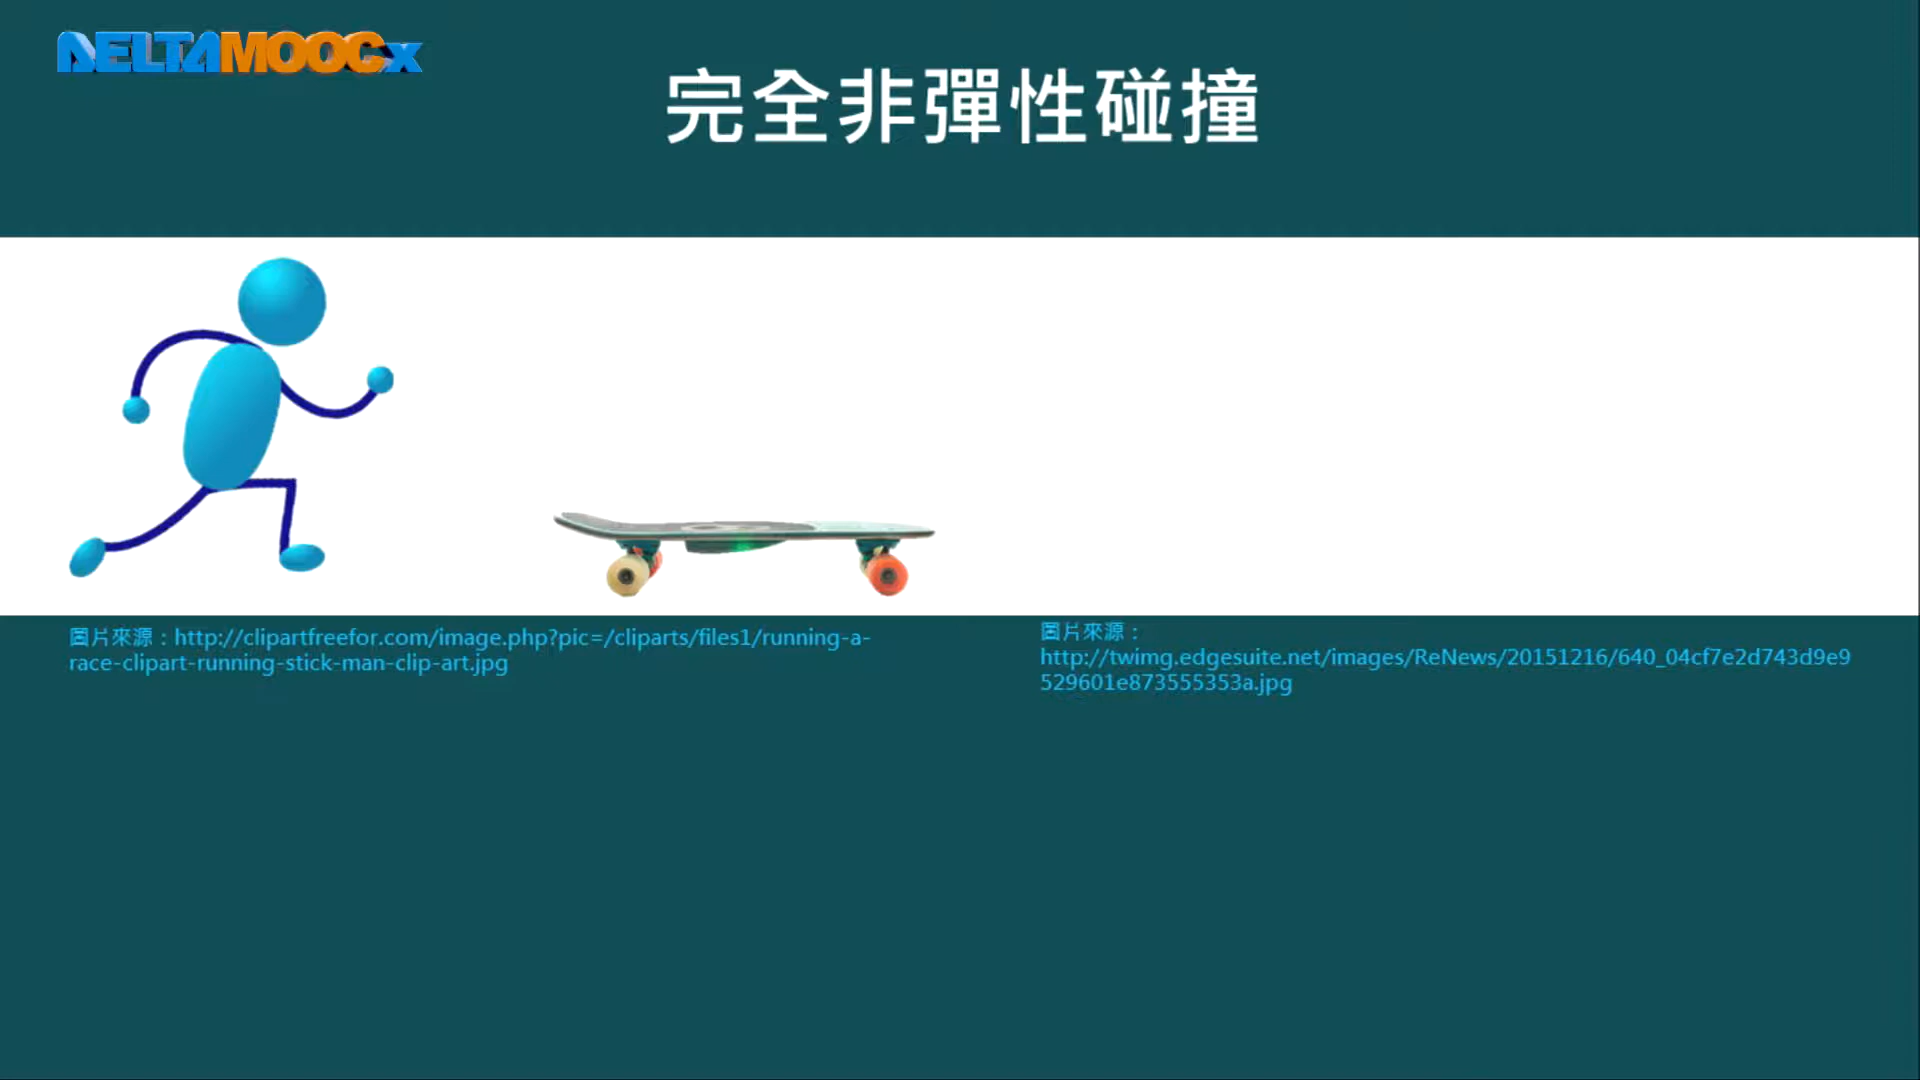 DELTAMOOCx
完全非彈性碰撞
圖片來源：http://clipartfreefor.com/image.php?pic=/cliparts/files1/running-a-
race-clipart-running-stick-man-clip-art.jpg
圖片來源：
http://twimg.edgesuite.net/images/ReNews/20151216/640_04cf7e2d743d9e9
529601e873555353a.jpg